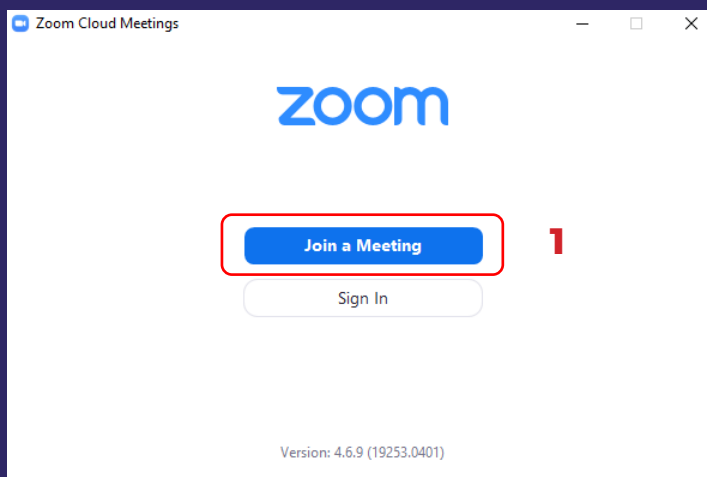 Zoom Cloud Meetings
zoom
Join a Meeting
1
Sign In
Version: 4.6.9 (19253.0401)